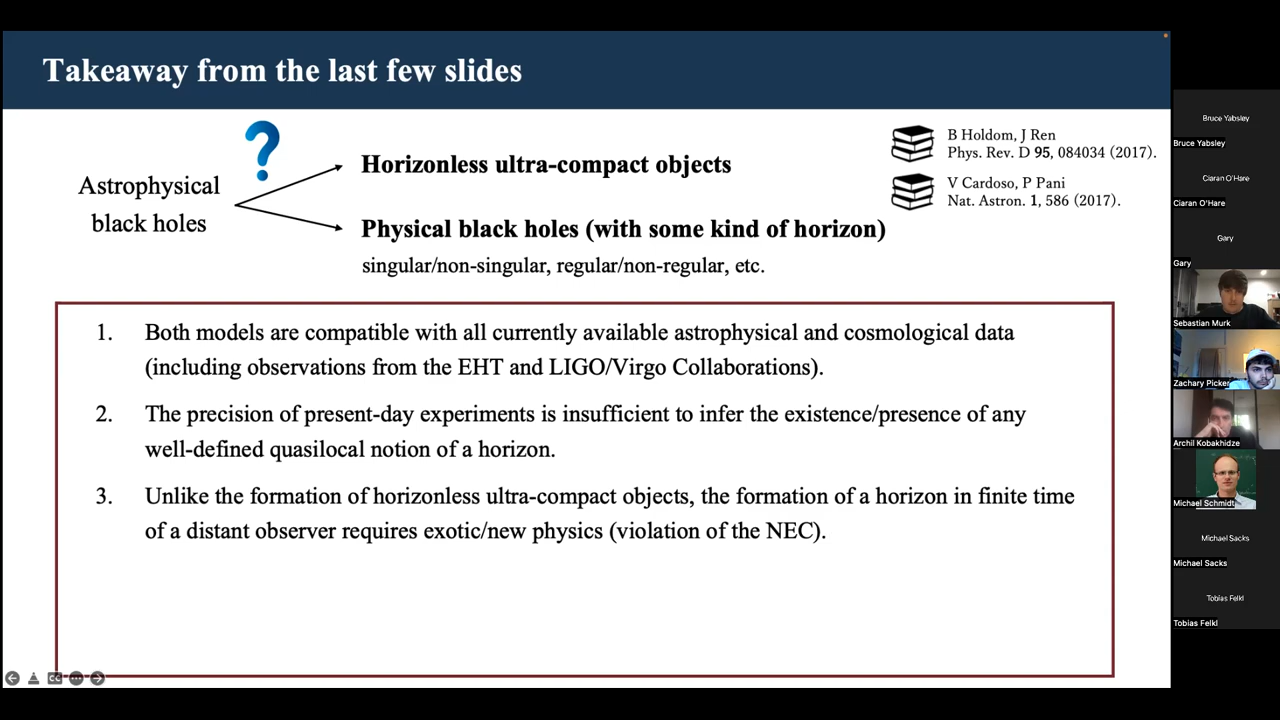 Takeaway from the last few slides
?
Astrophysical
black holes
Horizonless ultra-compact objects
Physical black holes (with some kind of horizon)
singular/non-singular, regular/non-regular, etc.
B Holdom, J Ren
Phys. Rev. D 95, 084034 (2017).
V Cardoso, P Pani
Nat. Astron. 1, 586 (2017).
1. Both models are compatible with all currently available astrophysical and cosmological data
(including observations from the EHT and LIGO/Virgo Collaborations).
2. The precision of present-day experiments is insufficient to infer the existence/presence of any
well-defined quasilocal notion of a horizon.
3. Unlike the formation of horizonless ultra-compact objects, the formation of a horizon in finite time
of a distant observer requires exotic/new physics (violation of the NEC).
CC
Bruce Yabsley
Bruce Yabsley
Ciaran O'Hare
Ciaran O'Hare
Gary
Gary
Sebastian Murk
Zachary Picker
Archil Kobakhidze
Michael Schmidt
Michael Sacks
Michael Sacks
Tobias Felkl
Tobias Felkl